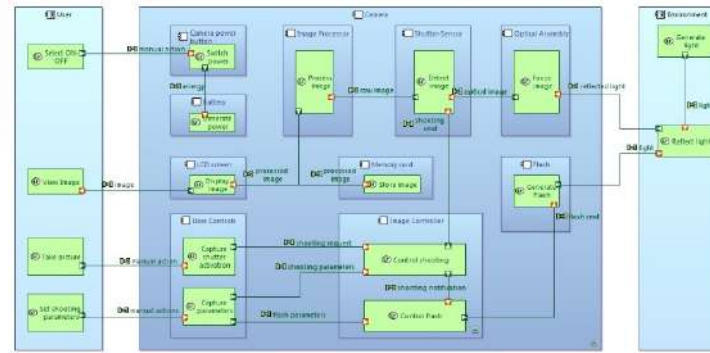 User
Camera
Environment
Camera power
button
Image Processor
Shutter-Sensor
Optical Assembly
Select ON-
OFF
manual action
Switch
power
Process
image
raw image
Detect
image
optical image
Focus
image
reflected light
Generate
light
energy
Battery
Generate
power
shooting
cmd
light
Reflect light
light
LCD screen
Memory card
Flash
View image
image
Display
image
processed
image
processed
image
Store image
Generate
flash
flash cmd
User Controls
Image Controller
Take picture
manual action
Capture
shutter
activation
shooting request
Control shooting
shooting parameters
shooting notification
Set shooting
parameters
manual actions
Capture
parameters
flash parameters
Control flash